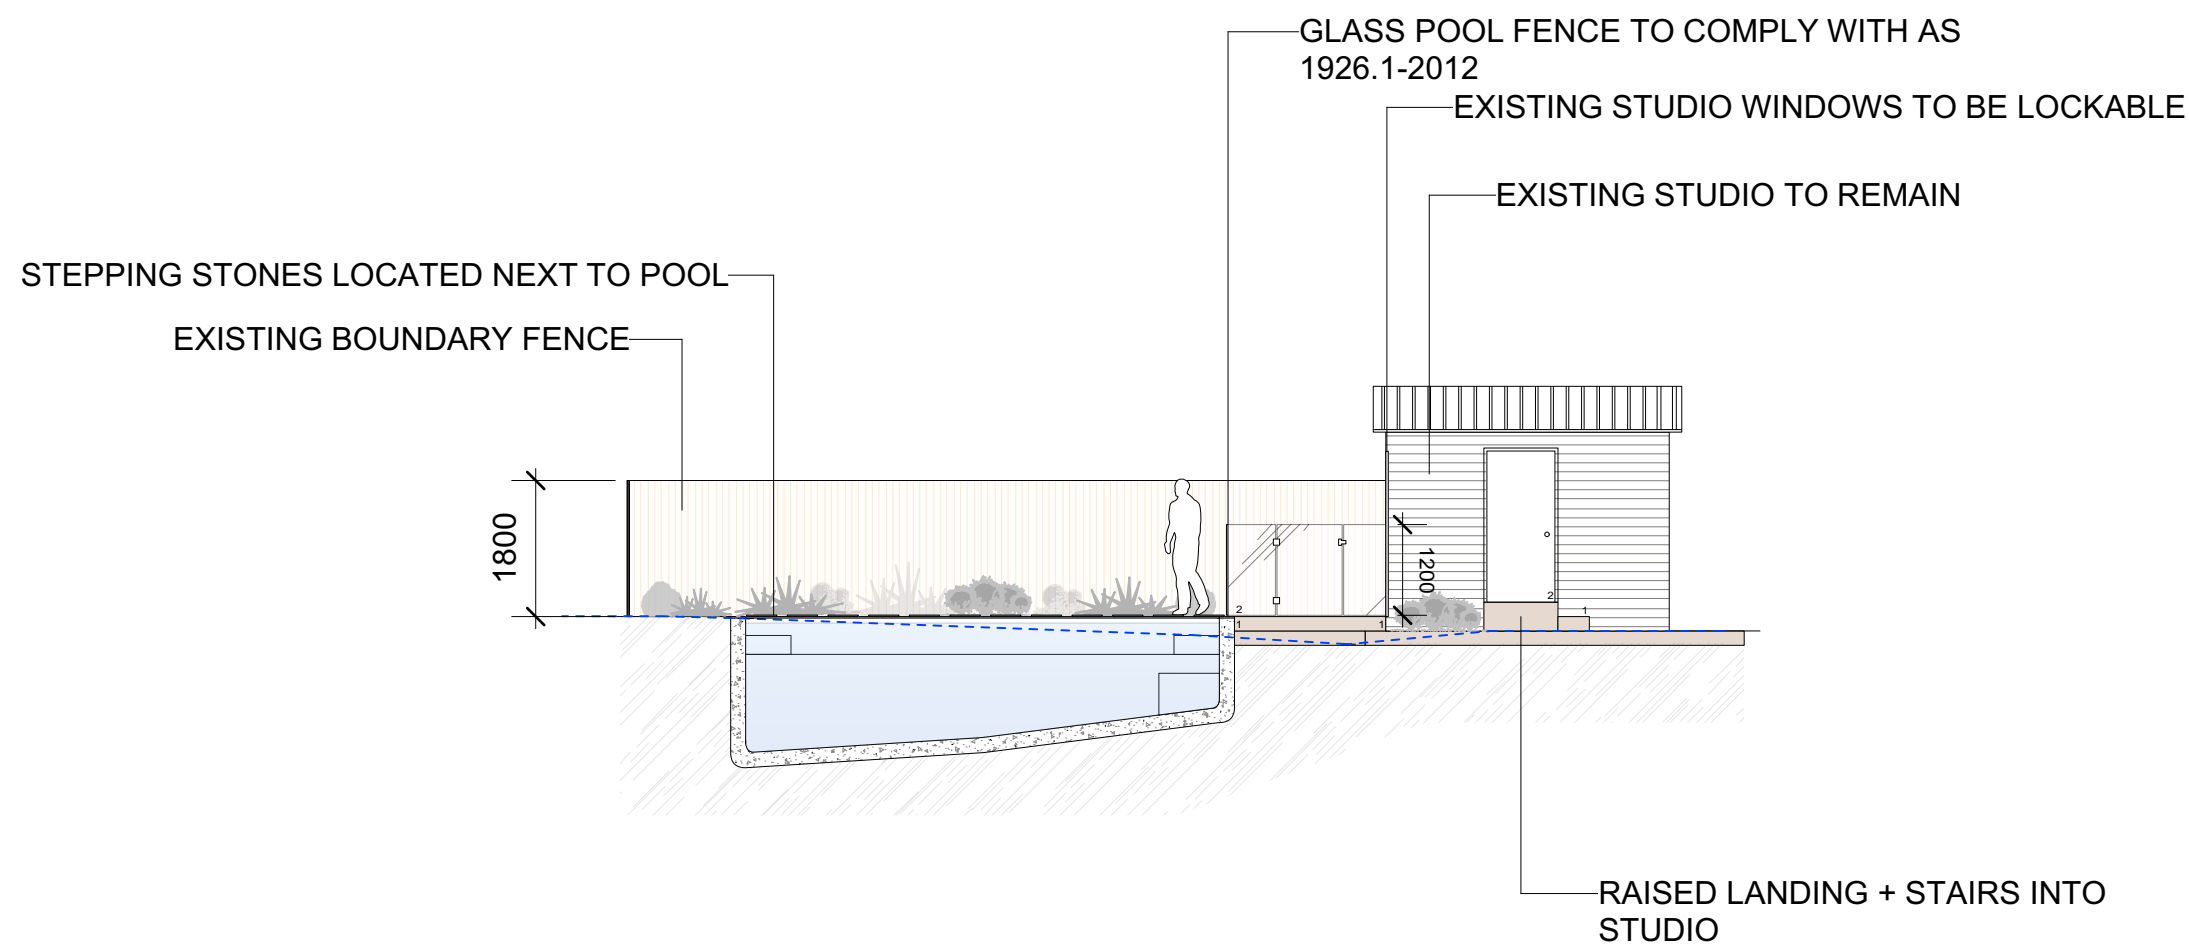 GLASS POOL FENCE TO COMPLY WITH AS
1926.1-2012
EXISTING STUDIO WINDOWS TO BE LOCKABLE
EXISTING STUDIO TO REMAIN
STEPPING STONES LOCATED NEXT TO POOL
EXISTING BOUNDARY FENCE
1800
1200
2
1
1
2
1
RAISED LANDING + STAIRS INTO
STUDIO